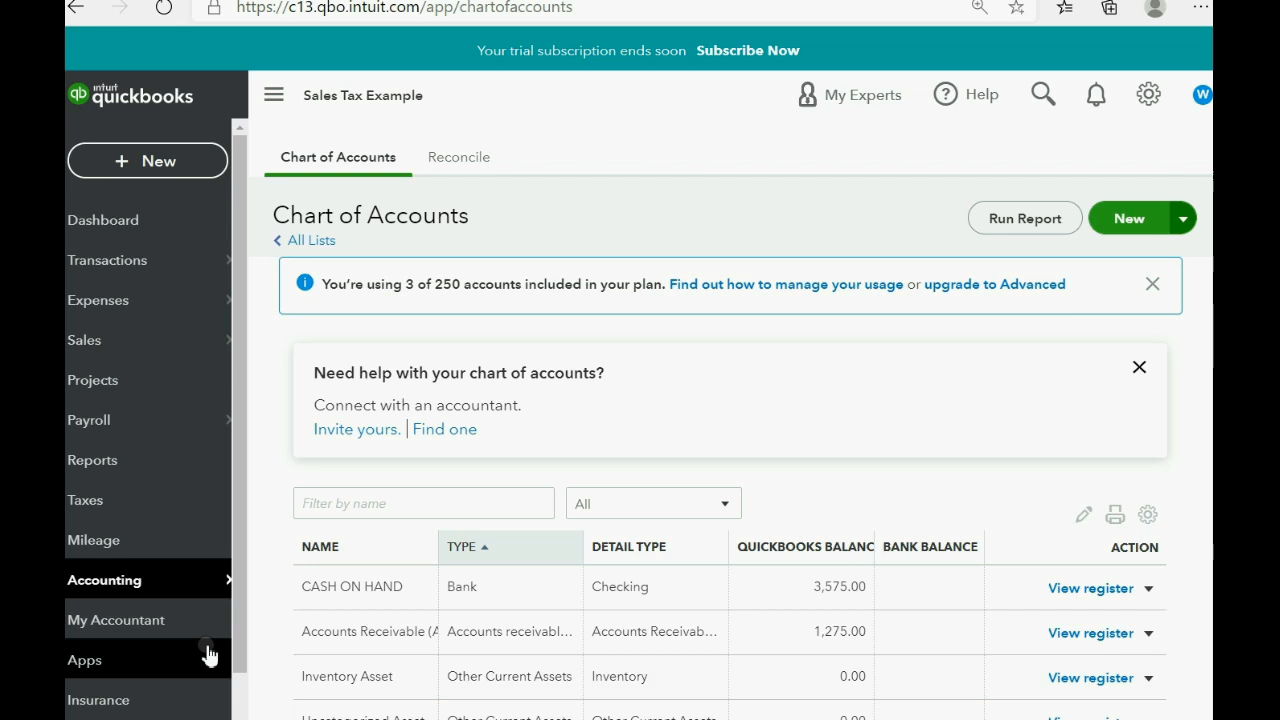 https://c13.qbo.intuit.com/app/chartofaccounts
Your trial subscription ends soon Subscribe Now
intuit quickbooks
Sales Tax Example
My Experts
Help
W
+ New
Chart of Accounts
Reconcile
Dashboard
Transactions
Expenses
Sales
Projects
Payroll
Reports
Taxes
Mileage
Accounting
My Accountant
Apps
Insurance
Chart of Accounts
All Lists
Run Report
New
You're using 3 of 250 accounts included in your plan. Find out how to manage your usage or upgrade to Advanced
Need help with your chart of accounts?
Connect with an accountant.
Invite yours. | Find one
Filter by name
All
NAME TYPE DETAIL TYPE QUICKBOOKS BALANC BANK BALANCE ACTION
CASH ON HAND Bank Checking 3,575.00 View register
Accounts Receivable (A Accounts receivabl... Accounts Receivab... 1,275.00 View register
Inventory Asset Other Current Assets Inventory 0.00 View register